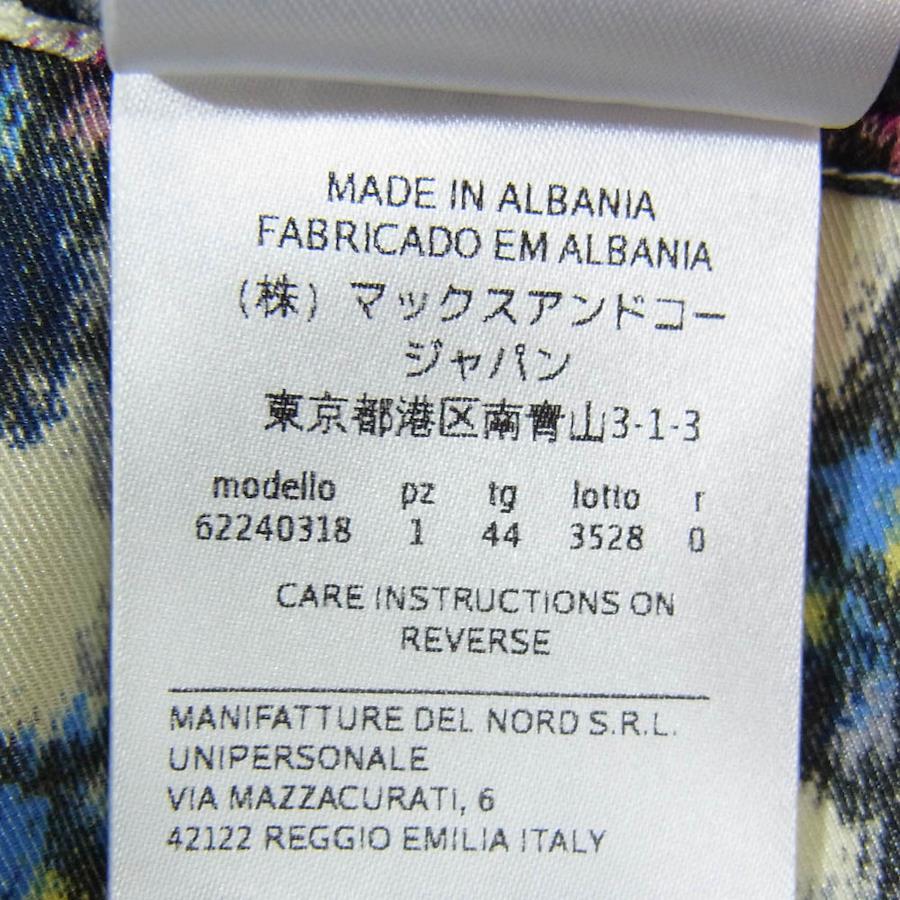 MADE IN ALBANIA
FABRICADO EM ALBANIA
(株) マックスアンドコー
ジャパン
東京都港区南青山3-1-3
modello pz tg lotto r
62240318 1 44 3528 0
CARE INSTRUCTIONS ON
REVERSE
MANIFATTURE DEL NORD S.R.L.
UNIPERSONALE
VIA MAZZACURATI, 6
42122 REGGIO EMILIA ITALY